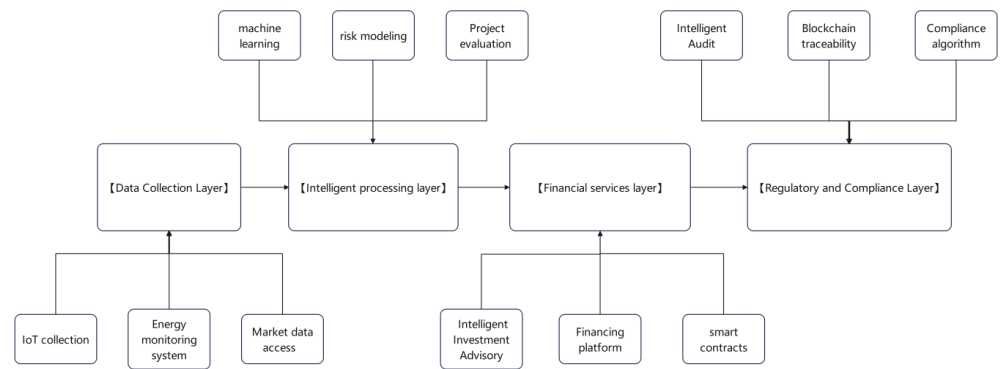 machine
learning
risk modeling
Project
evaluation
Intelligent
Audit
Blockchain
traceability
Compliance
algorithm
【Data Collection Layer】
【Intelligent processing layer】
【Financial services layer】
【Regulatory and Compliance Layer】
IoT collection
Energy
monitoring
system
Market data
access
Intelligent
Investment
Advisory
Financing
platform
smart
contracts